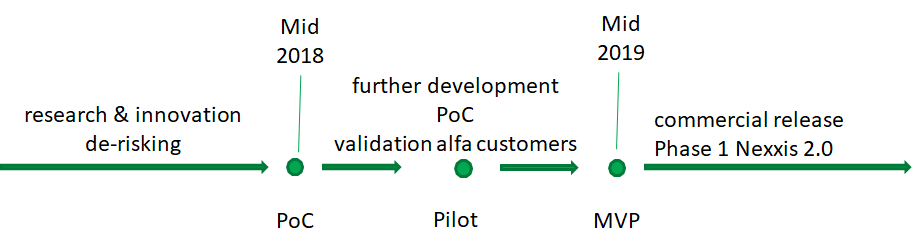 Mid
2018
Mid
2019
research & innovation
de-risking
further development
PoC
validation alfa customers
commercial release
Phase 1 Nexxis 2.0
PoC
Pilot
MVP